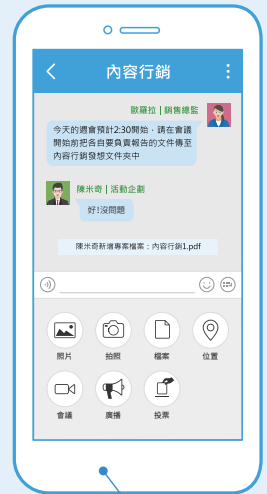 內容行銷
歐羅拉 | 銷售總監
今天的週會預計2:30開始，請在會議
開始前把各自要負責報告的文件傳至
內容行銷發想文件夾中
陳米奇 | 活動企劃
好!沒問題
陳米奇新增專案檔案：內容行銷1.pdf
照片 拍照 檔案 位置
會議 廣播 投票